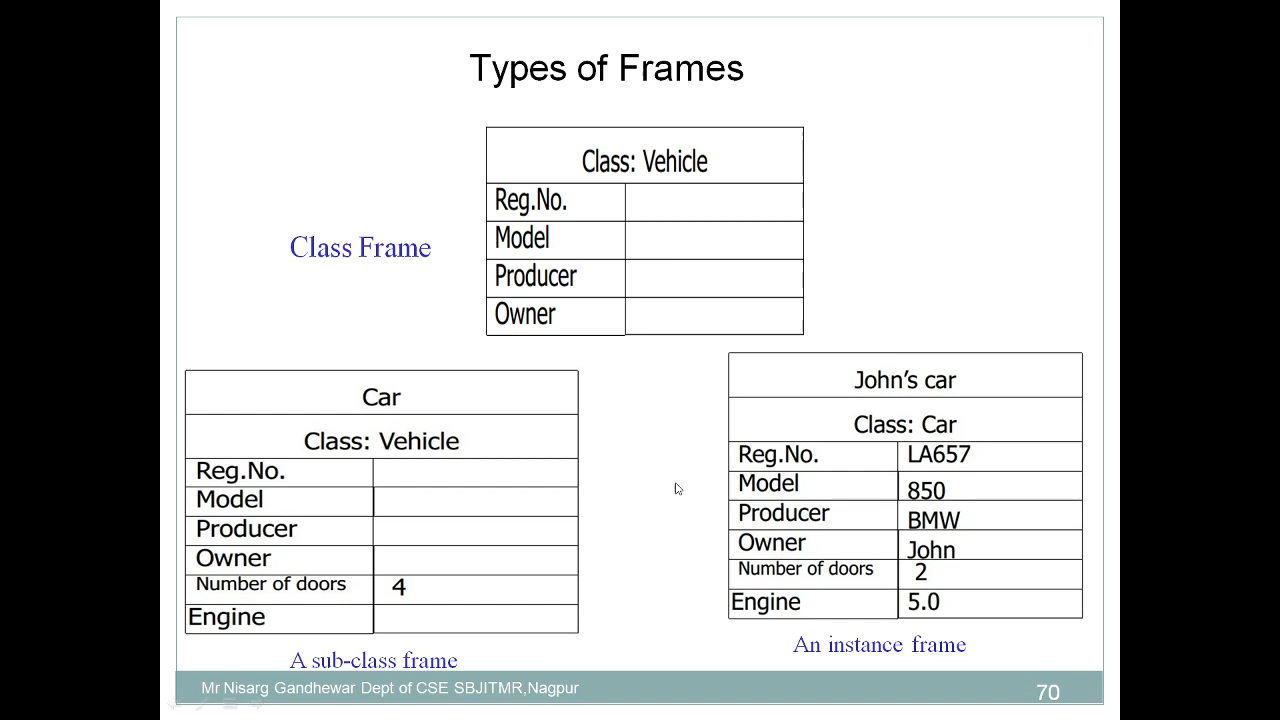 Types of Frames
Class: Vehicle
Reg.No.
Model
Producer
Owner
Class Frame
Car
Class: Vehicle
Reg.No.
Model
Producer
Owner
Number of doors 4
Engine
A sub-class frame
John's car
Class: Car
Reg.No. LA657
Model 850
Producer BMW
Owner John
Number of doors 2
Engine 5.0
An instance frame
Mr Nisarg Gandhewar Dept of CSE SBJITMR,Nagpur
70